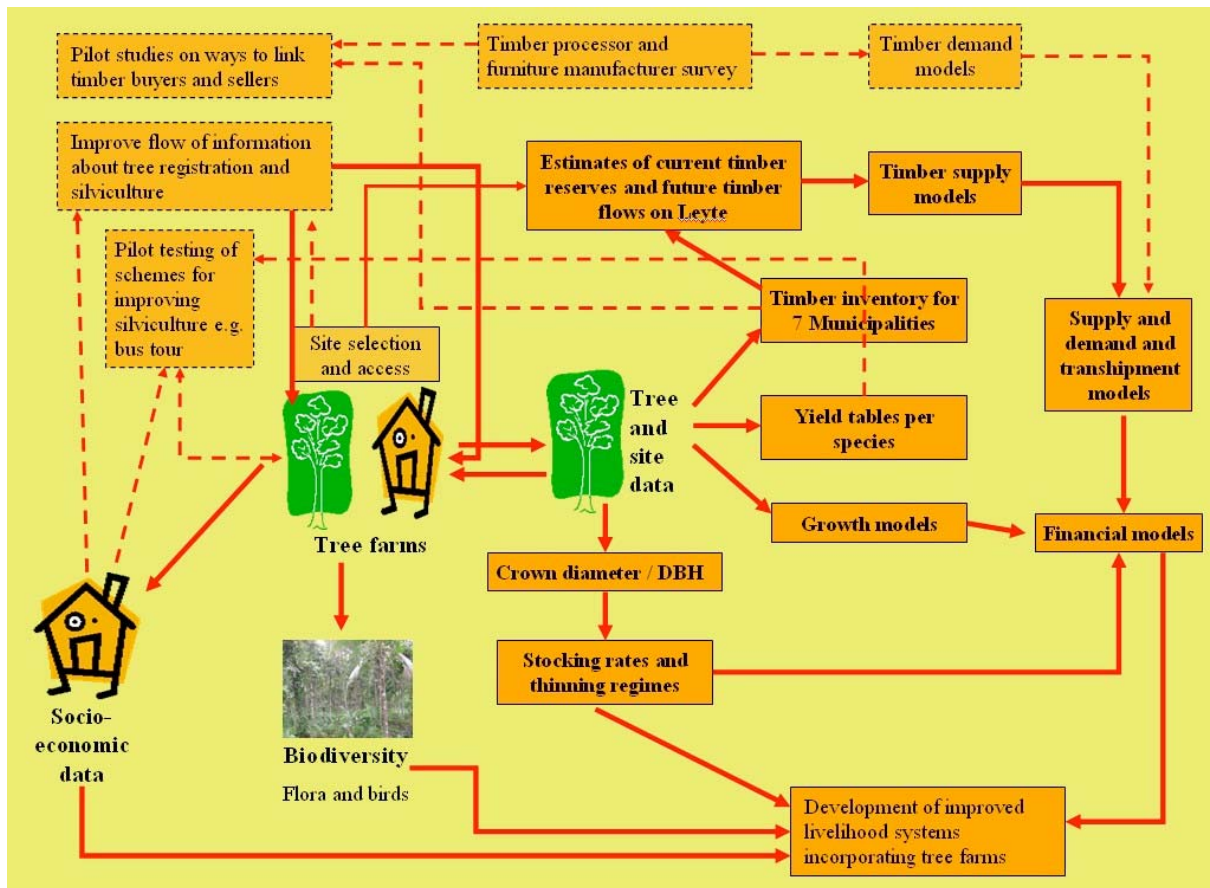 Pilot studies on ways to link
timber buyers and sellers
Timber processor and
furniture manufacturer survey
Timber demand
models
Improve flow of information
about tree registration and
silviculture
Estimates of current timber
reserves and future timber
flows on Leyte
Timber supply
models
Pilot testing of
schemes for
improving
silviculture e.g.
bus tour
Site selection
and access
Timber inventory for
7 Municipalities
Supply and
demand and
transhipment
models
Tree
and
site
data
Yield tables per
species
Growth models
Financial models
Tree farms
Crown diameter / DBH
Stocking rates and
thinning regimes
Socio-
economic
data
Biodiversity
Flora and birds
Development of improved
livelihood systems
incorporating tree farms